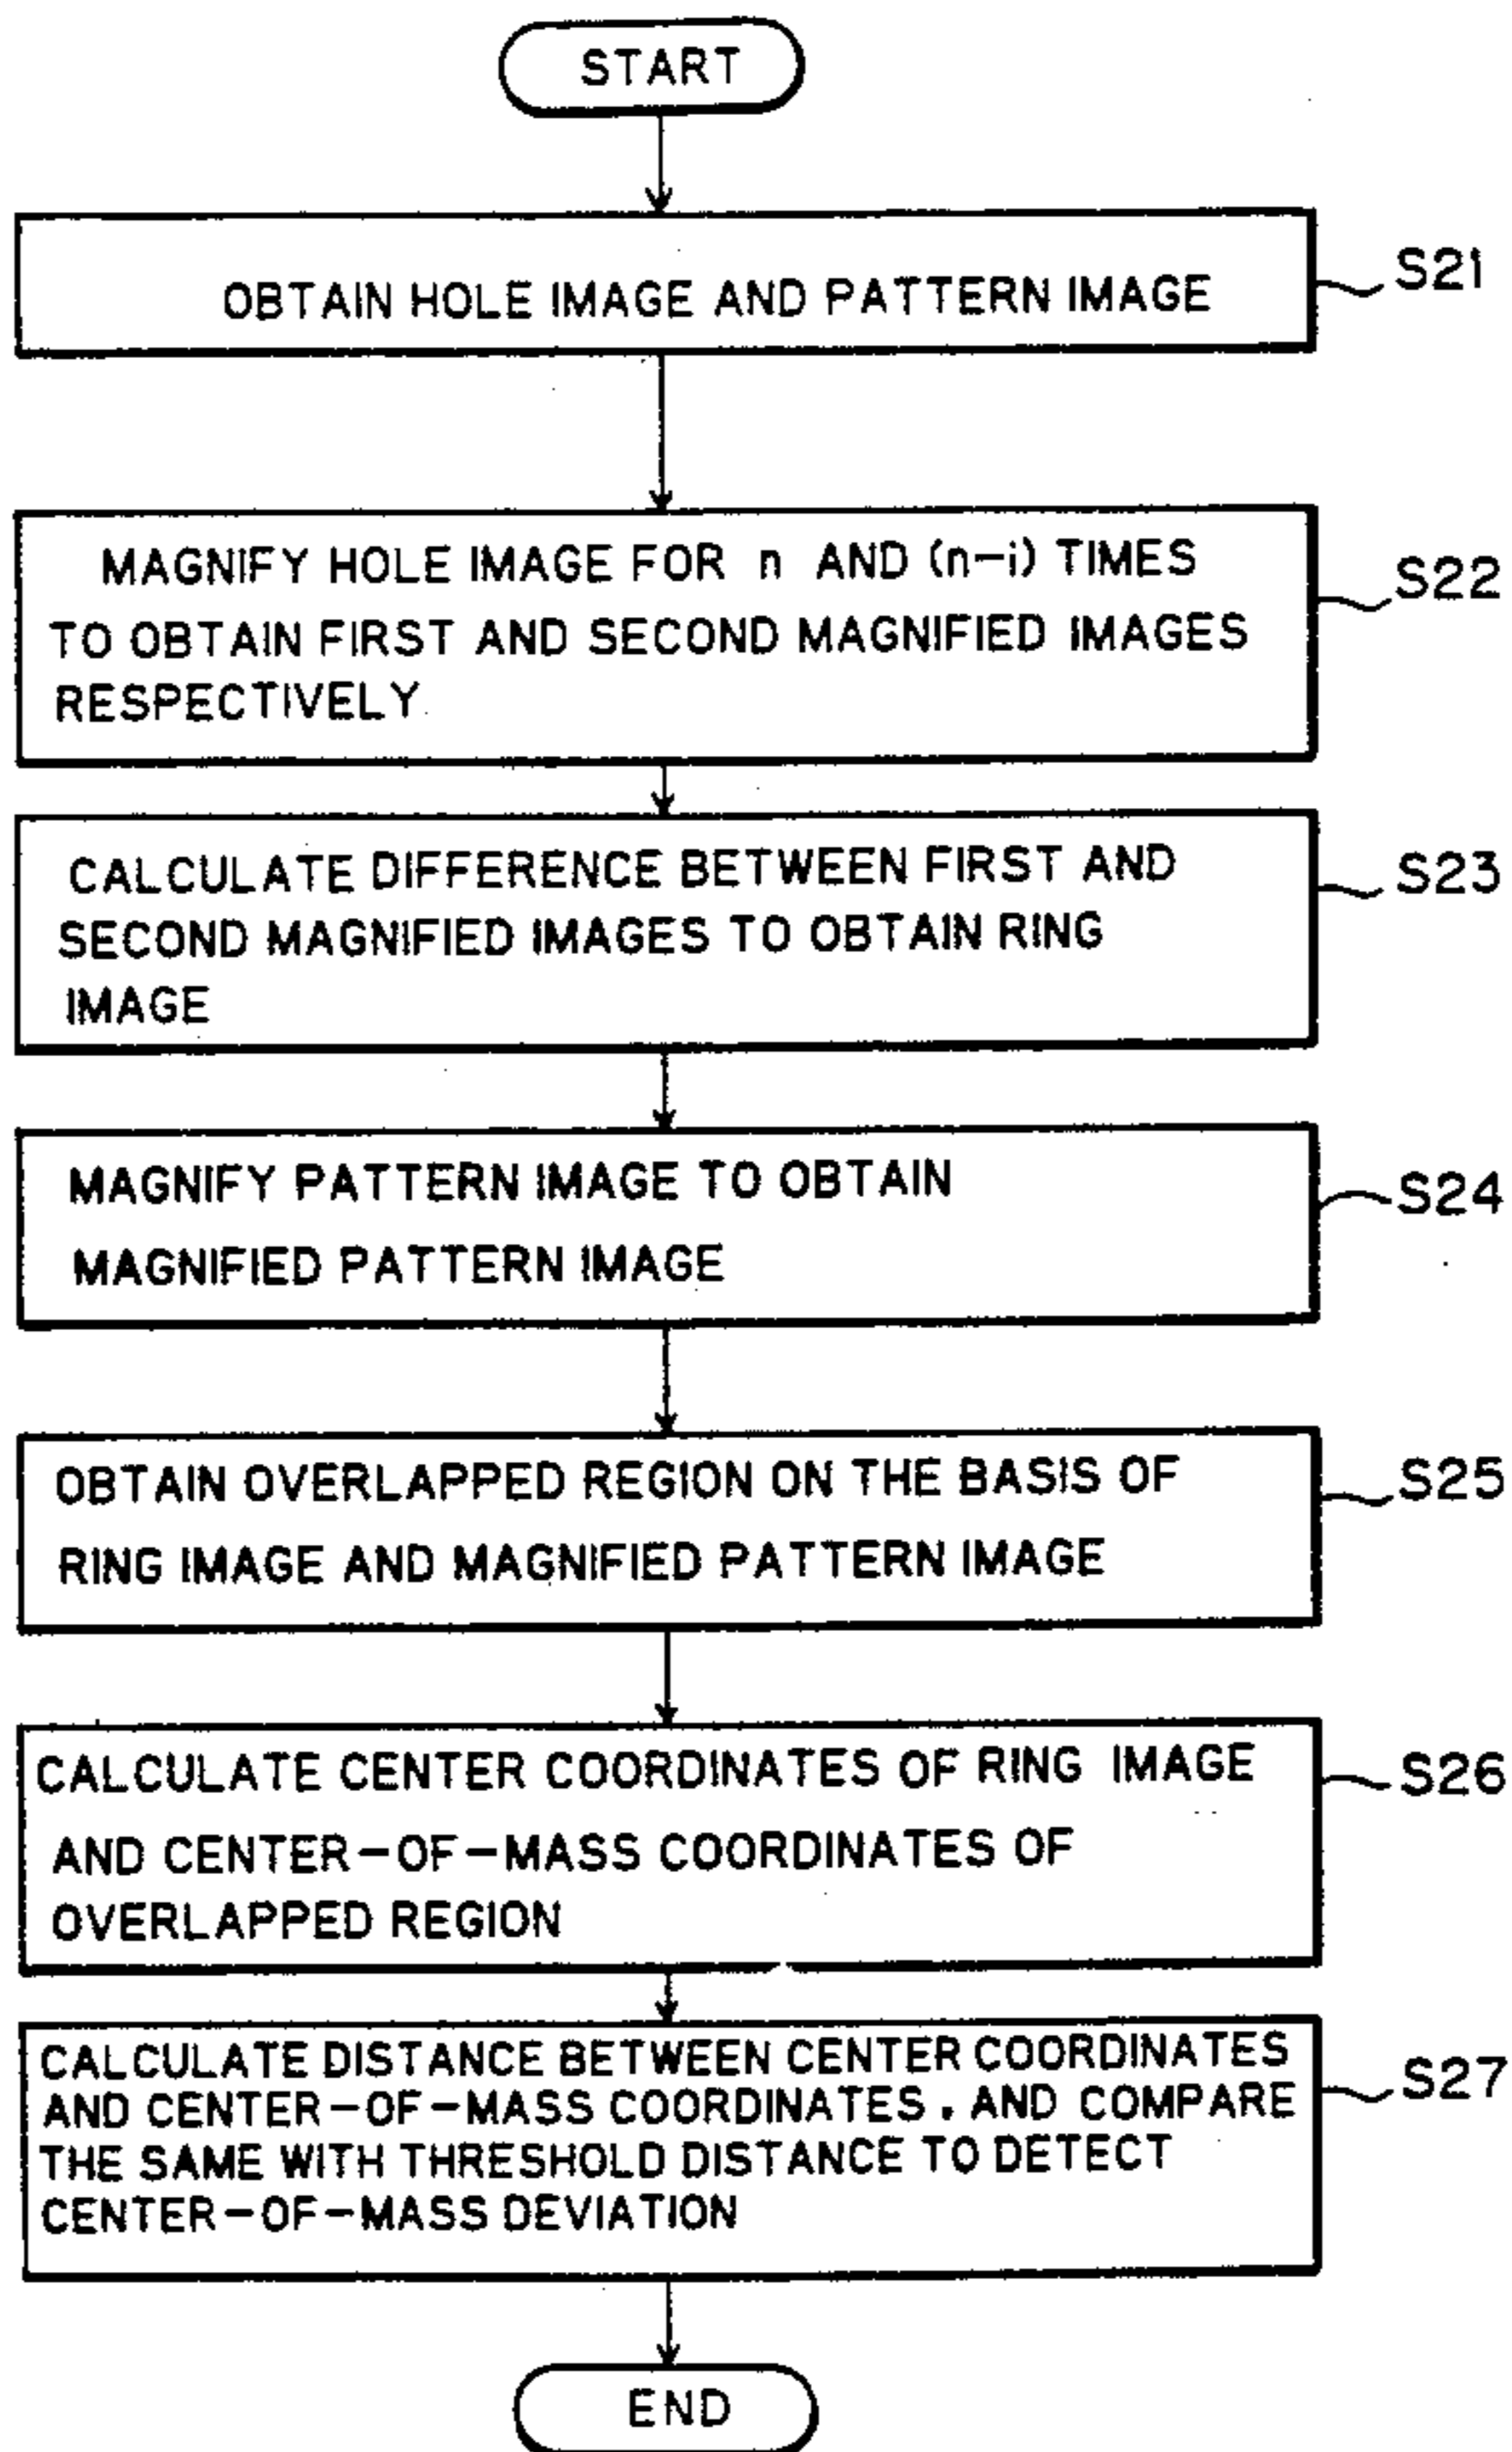 START
OBTAIN HOLE IMAGE AND PATTERN IMAGE
S21
MAGNIFY HOLE IMAGE FOR n AND (n-i) TIMES
TO OBTAIN FIRST AND SECOND MAGNIFIED IMAGES
RESPECTIVELY
S22
CALCULATE DIFFERENCE BETWEEN FIRST AND
SECOND MAGNIFIED IMAGES TO OBTAIN RING
IMAGE
S23
MAGNIFY PATTERN IMAGE TO OBTAIN
MAGNIFIED PATTERN IMAGE
S24
OBTAIN OVERLAPPED REGION ON THE BASIS OF
RING IMAGE AND MAGNIFIED PATTERN IMAGE
S25
CALCULATE CENTER COORDINATES OF RING IMAGE
AND CENTER-OF-MASS COORDINATES OF
OVERLAPPED REGION
S26
CALCULATE DISTANCE BETWEEN CENTER COORDINATES
AND CENTER-OF-MASS COORDINATES, AND COMPARE
THE SAME WITH THRESHOLD DISTANCE TO DETECT
CENTER-OF-MASS DEVIATION
S27
END